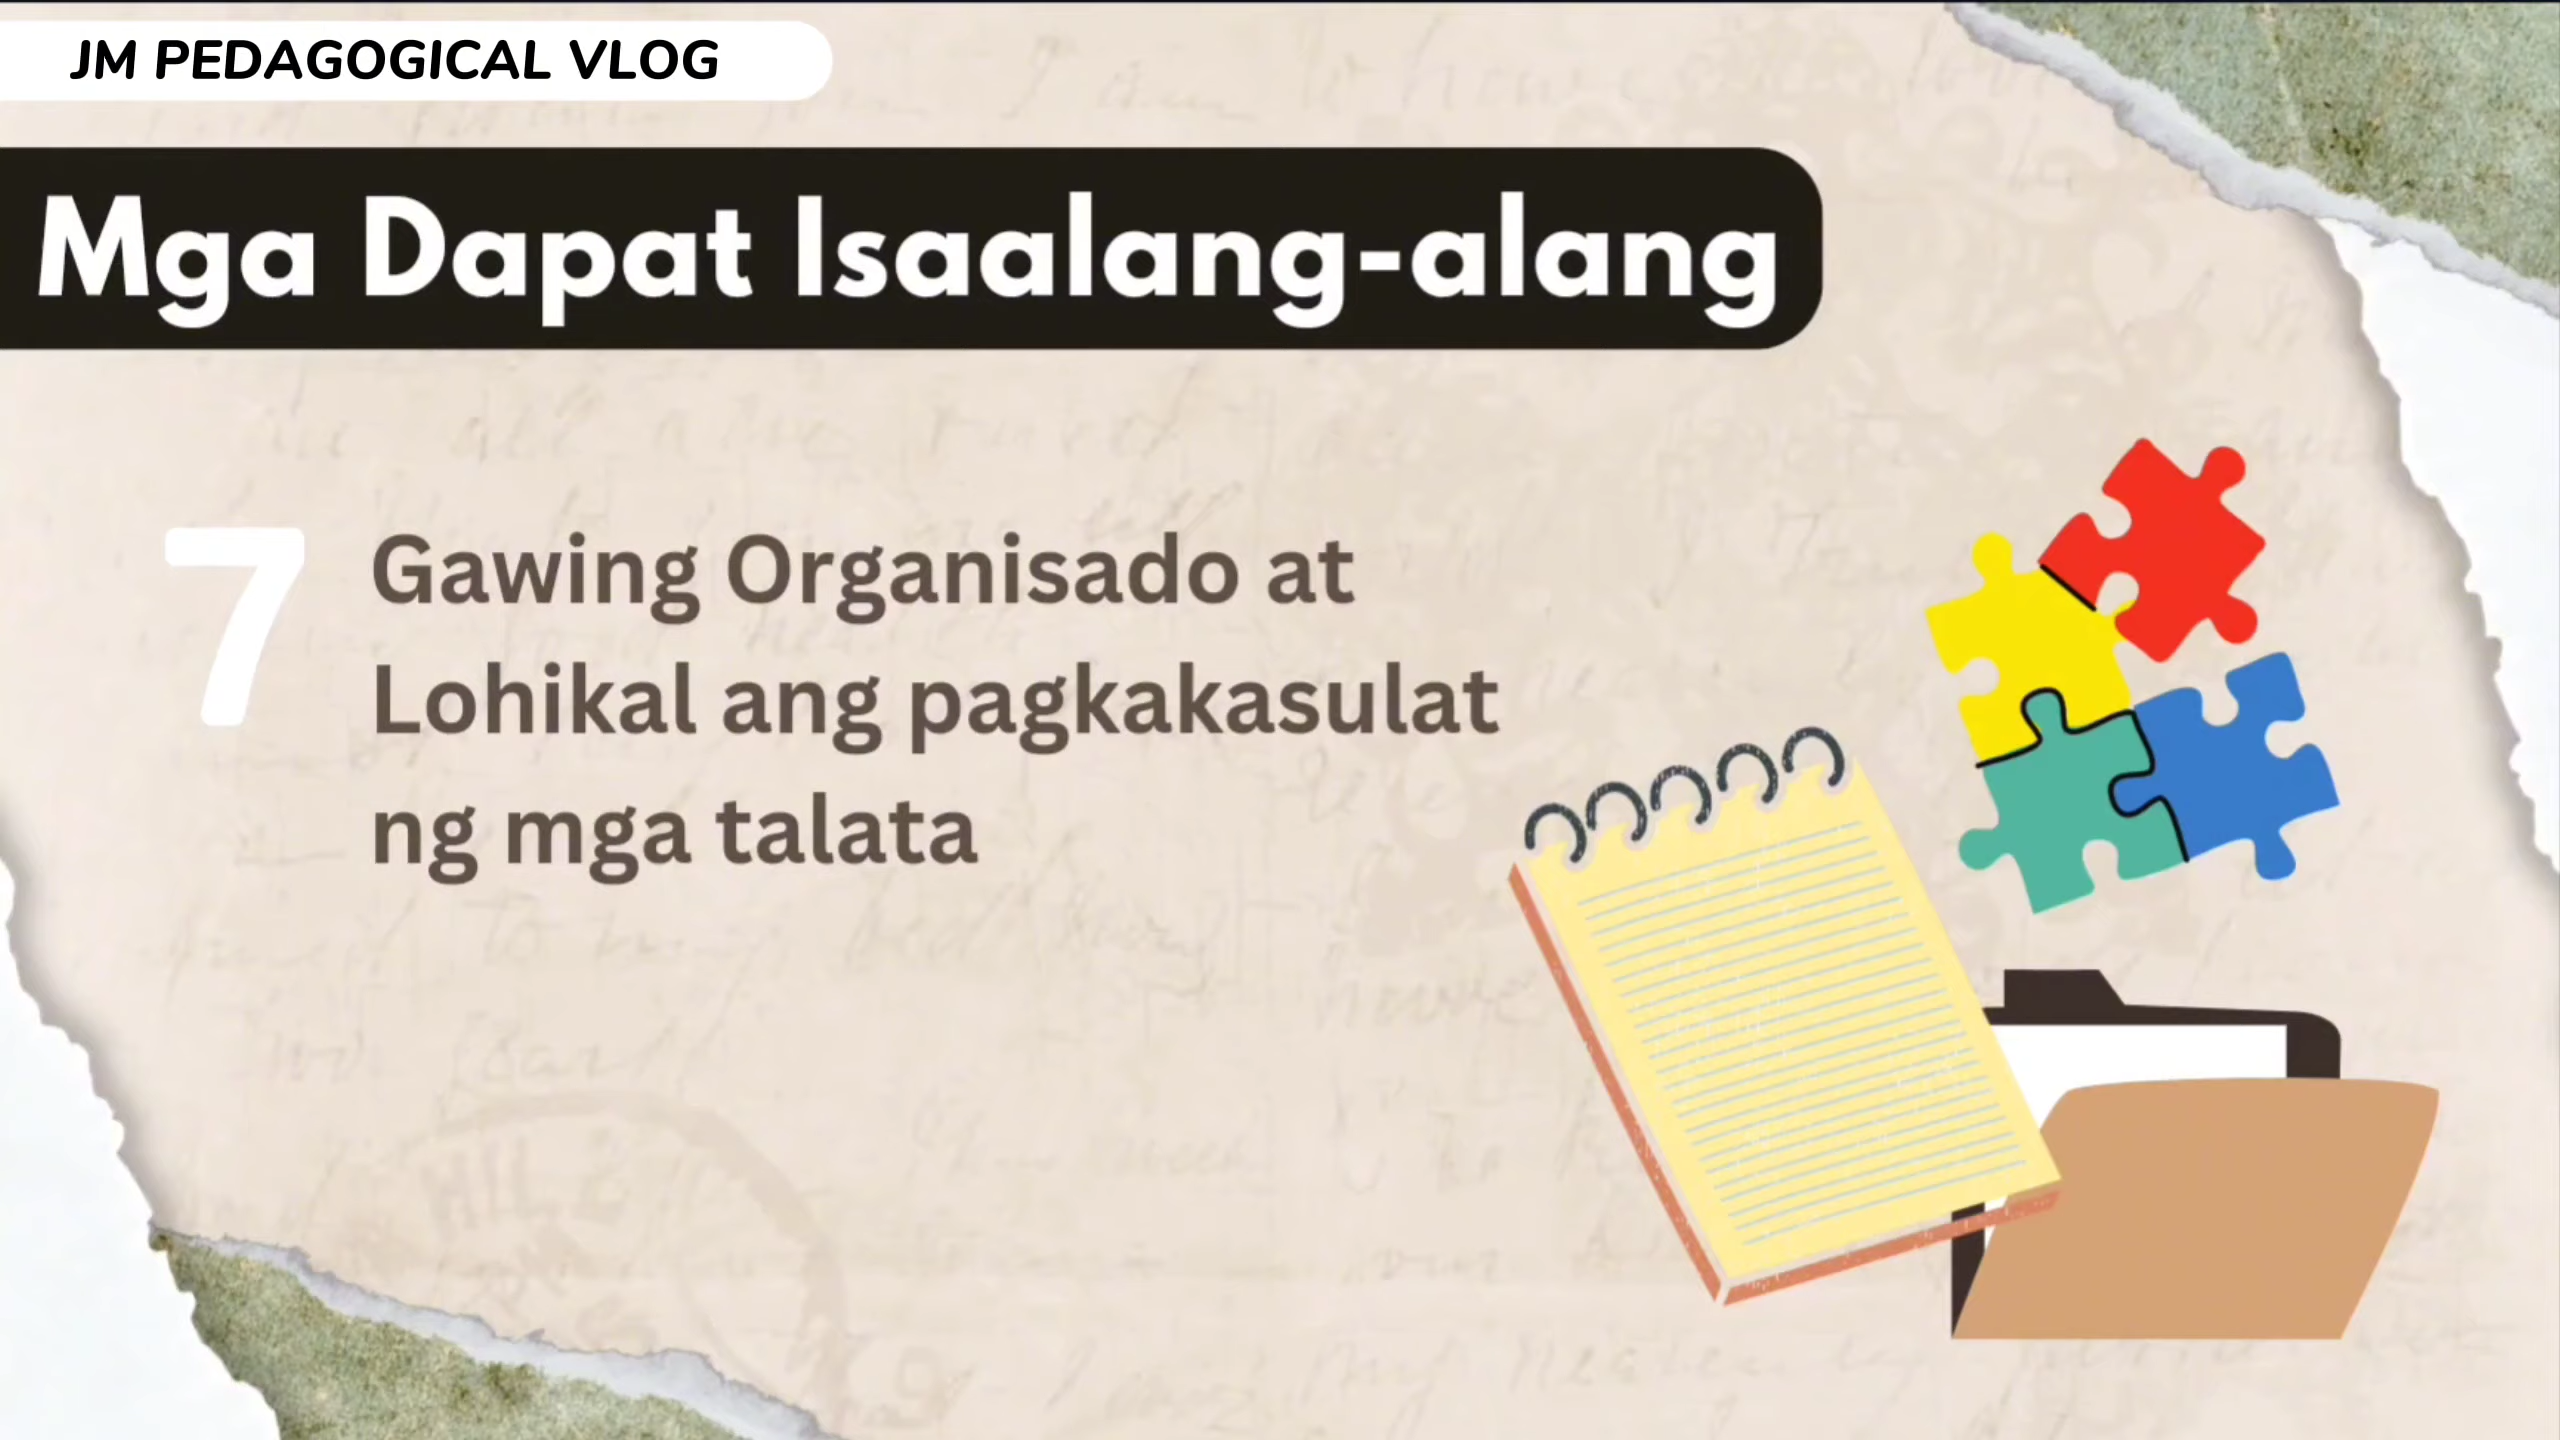 JM PEDAGOGICAL VLOG
Mga Dapat Isaalang-alang
7
Gawing Organisado at
Lohikal ang pagkakasulat
ng mga talata